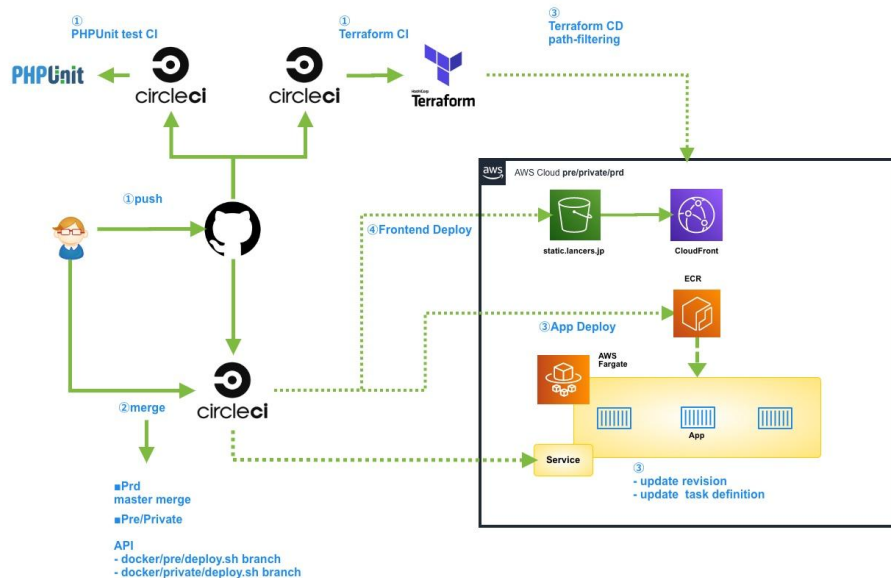 ①
PHPUnit test CI
①
Terraform CI
③
Terraform CD
path-filtering
PHPUnit
circleci
circleci
HashiCorp
Terraform
aws
AWS Cloud pre/private/prd
①push
④Frontend Deploy
static.lancers.jp
CloudFront
ECR
③App Deploy
AWS
Fargate
circleci
②merge
App
Service
③
- update revision
- update task definition
■Prd
master merge
■Pre/Private
API
- docker/pre/deploy.sh branch
- docker/private/deploy.sh branch